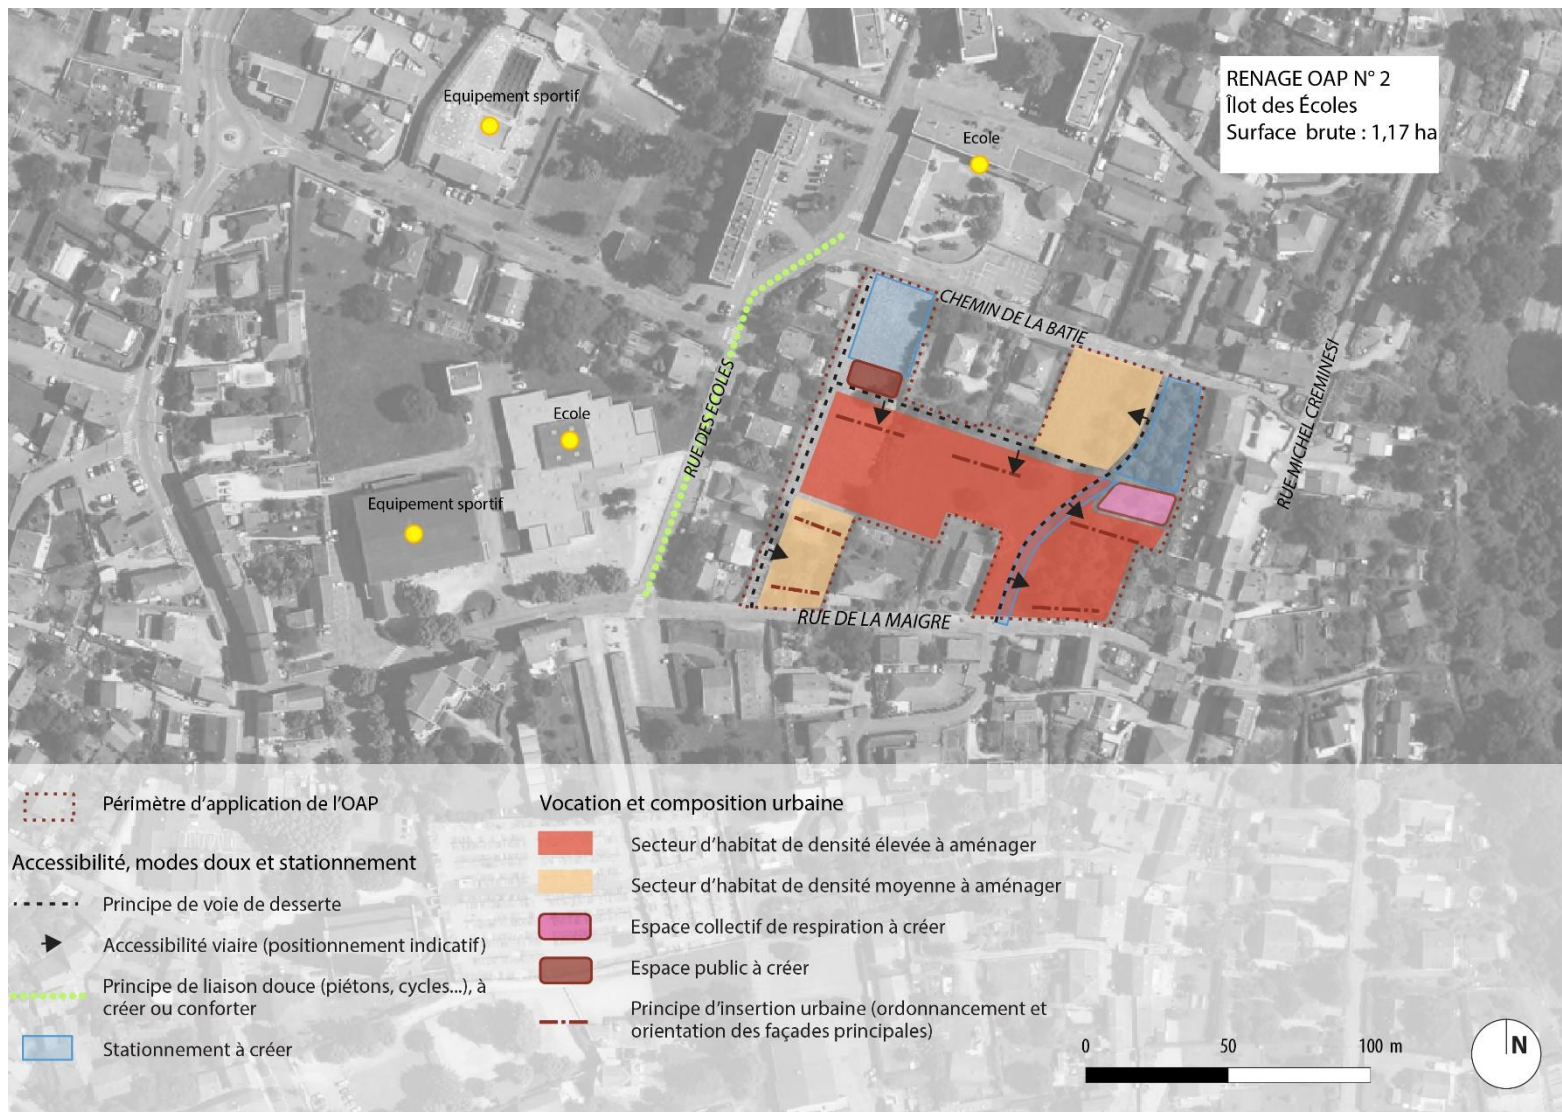 RENAGE OAP N° 2
Îlot des Écoles
Surface brute : 1,17 ha
Equipement sportif
Ecole
CHEMIN DE LA BATIE
RUE MICHEL CREMINESI
RUE DES ECOLES
Ecole
Equipement sportif
RUE DE LA MAIGRE
Périmètre d'application de l'OAP
Accessibilité, modes doux et stationnement
Principe de voie de desserte
Accessibilité viaire (positionnement indicatif)
Principe de liaison douce (piétons, cycles...), à
créer ou conforter
Stationnement à créer
Vocation et composition urbaine
Secteur d'habitat de densité élevée à aménager
Secteur d'habitat de densité moyenne à aménager
Espace collectif de respiration à créer
Espace public à créer
Principe d'insertion urbaine (ordonnancement et
orientation des façades principales)
0 50 100 m
N